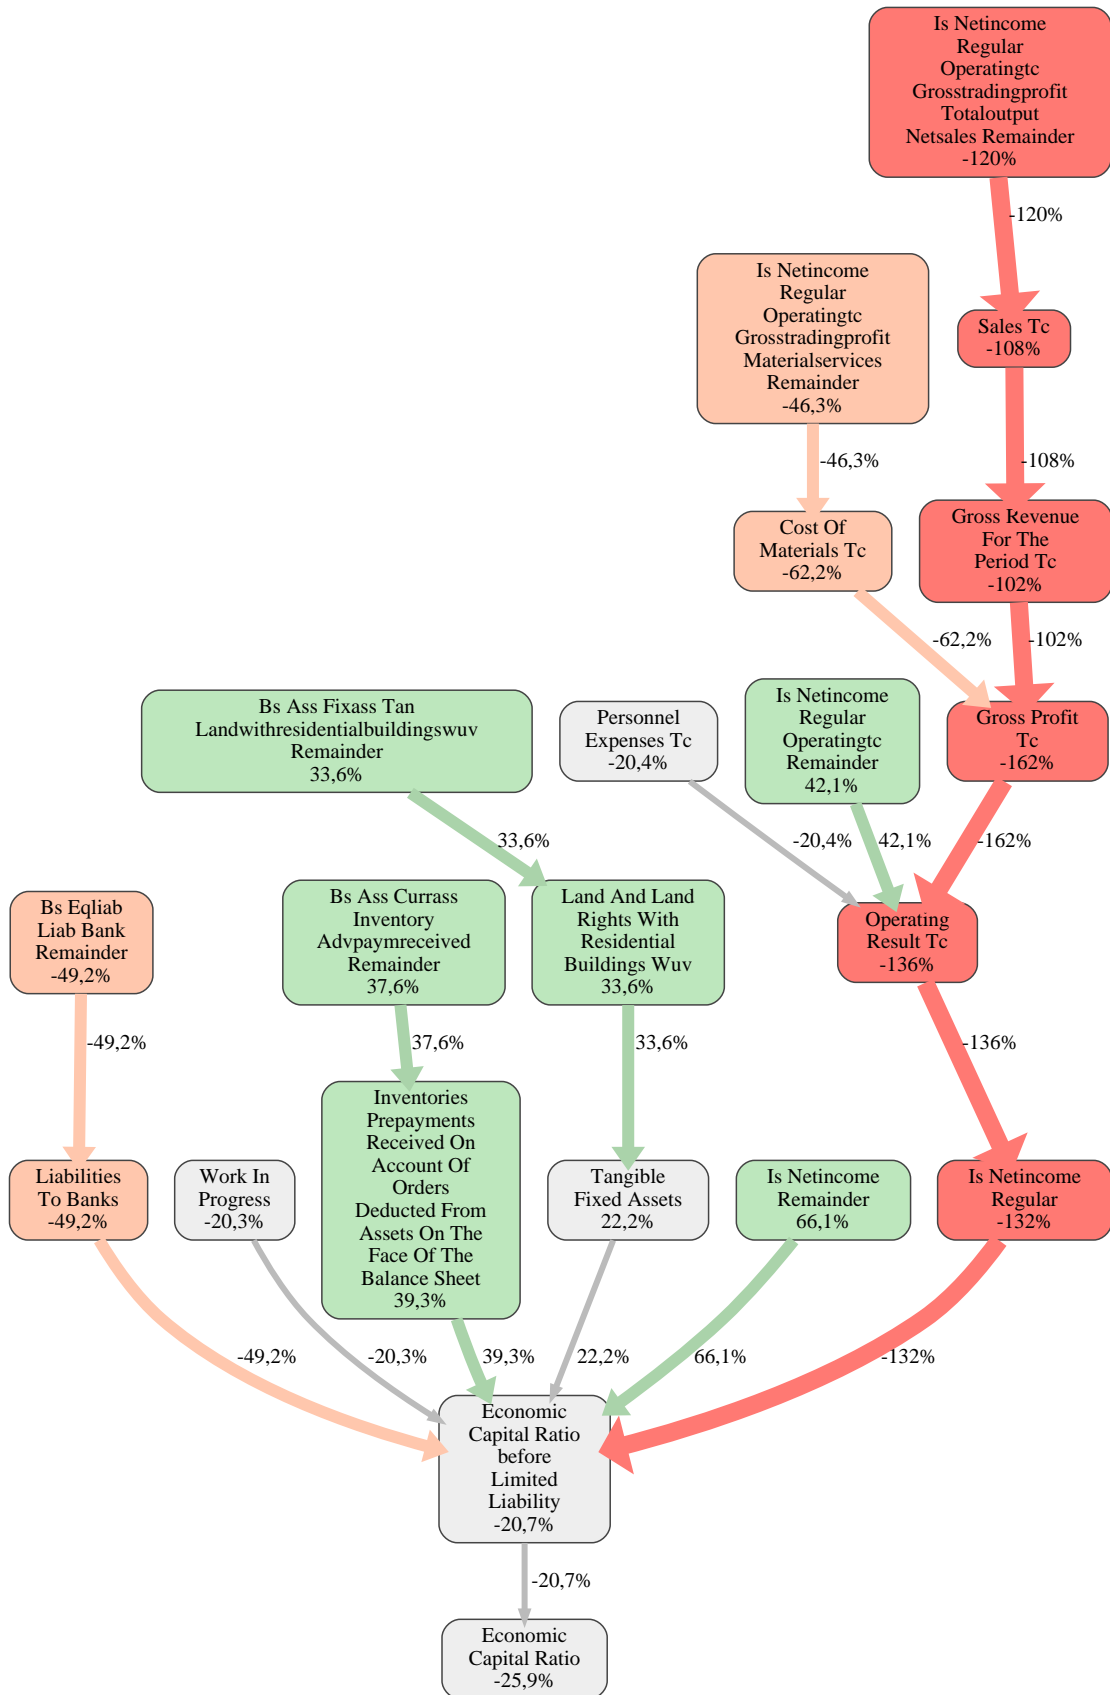 Is Netincome
Regular
Operatingtc
Grosstradingprofit
Totaloutput
Netsales Remainder
-120%
-120%
Is Netincome
Regular
Operatingtc
Grosstradingprofit
Materialservices
Remainder
-46,3%
Sales Tc
-108%
-46,3%
-108%
Cost Of
Materials Tc
-62,2%
Gross Revenue
For The
Period Tc
-102%
-62,2%
-102%
Bs Ass Fixass Tan
Landwithresidentialbuildingswuv
Remainder
33,6%
Personnel
Expenses Tc
-20,4%
Is Netincome
Regular
Operatingtc
Remainder
42,1%
Gross Profit
Tc
-162%
33,6%
-20,4%
42,1%
-162%
Bs Eqliab
Liab Bank
Remainder
-49,2%
Bs Ass Currass
Inventory
Advpaymreceived
Remainder
37,6%
Land And Land
Rights With
Residential
Buildings Wuv
33,6%
Operating
Result Tc
-136%
-49,2%
37,6%
33,6%
-136%
Liabilities
To Banks
-49,2%
Work In
Progress
-20,3%
Inventories
Prepayments
Received On
Account Of
Orders
Deducted From
Assets On The
Face Of The
Balance Sheet
39,3%
Tangible
Fixed Assets
22,2%
Is Netincome
Remainder
66,1%
Is Netincome
Regular
-132%
-49,2%
-20,3%
39,3%
22,2%
66,1%
-132%
Economic
Capital Ratio
before
Limited
Liability
-20,7%
-20,7%
Economic
Capital Ratio
-25,9%